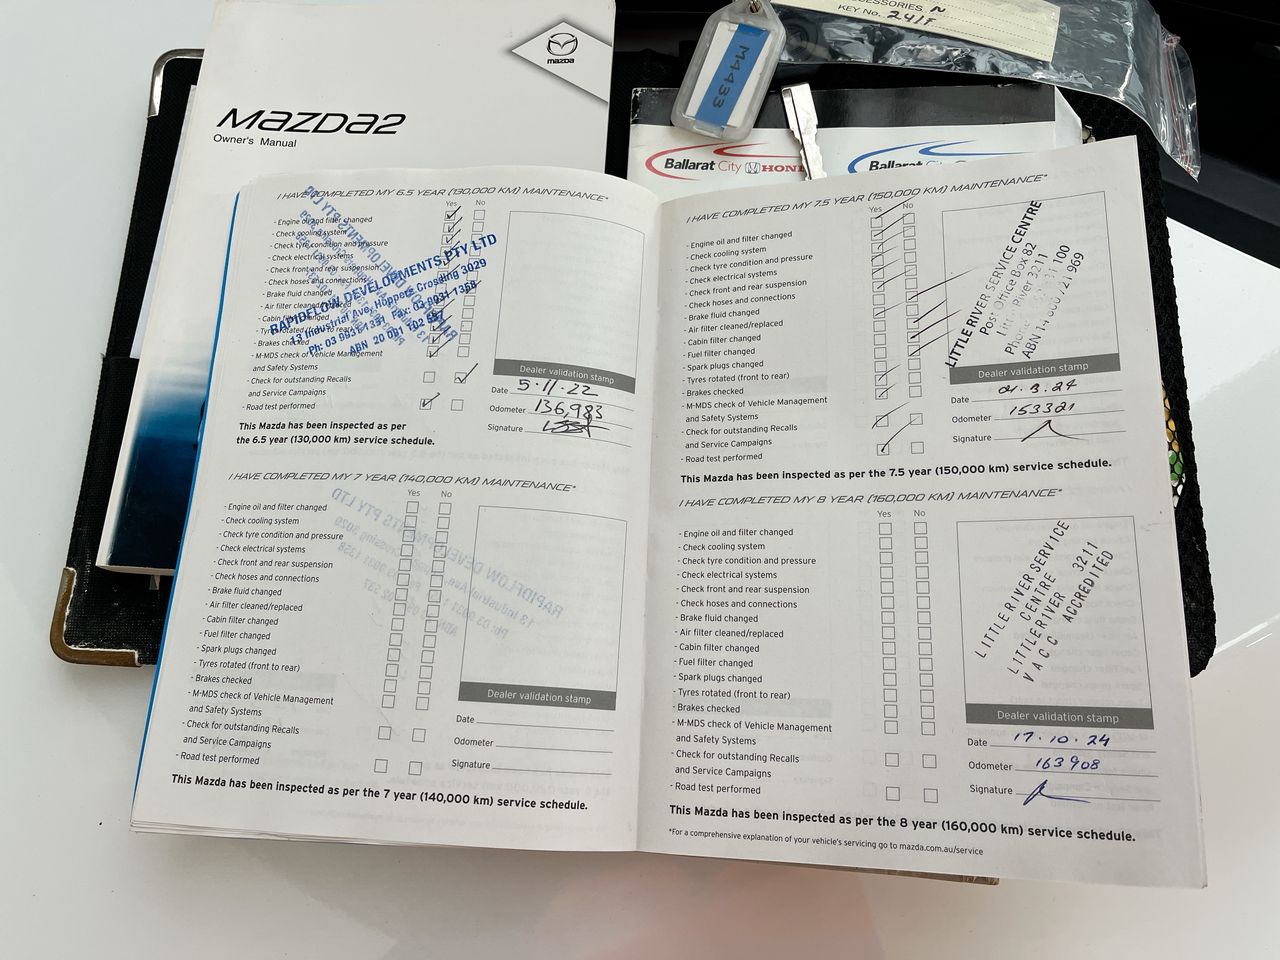 ACCESSORIES N
KEY No. 241F
M4433
mazda
Mazda2
Owner's Manual
Ballarat City HONDA
Ballarat City
I HAVE COMPLETED MY 6.5 YEAR (130,000 KM) MAINTENANCE*
Yes No
- Engine oil and filter changed
- Check cooling system
- Check tyre condition and pressure
- Check electrical systems
- Check front and rear suspension
- Check hoses and connections
- Brake fluid changed
- Air filter cleaned/replaced
- Cabin filter changed
- Tyres rotated (front to rear)
- Brakes checked
- M-MDS check of Vehicle Management
and Safety Systems
- Check for outstanding Recalls
and Service Campaigns
- Road test performed
This Mazda has been inspected as per
the 6.5 year (130,000 km) service schedule.
RAPIDFLOW DEVELOPMENTS PTY LTD
13 Industrial Ave, Hoppers Crossing 3029
Ph: 03 9931 1331 Fax: 03 9931 1358
ABN 20 091 102 537
Dealer validation stamp
Date 5.11.22
Odometer 136,983
Signature
I HAVE COMPLETED MY 7 YEAR (140,000 KM) MAINTENANCE*
Yes No
- Engine oil and filter changed
- Check cooling system
- Check tyre condition and pressure
- Check electrical systems
- Check front and rear suspension
- Check hoses and connections
- Brake fluid changed
- Air filter cleaned/replaced
- Cabin filter changed
- Fuel filter changed
- Spark plugs changed
- Tyres rotated (front to rear)
- Brakes checked
- M-MDS check of Vehicle Management
and Safety Systems
- Check for outstanding Recalls
and Service Campaigns
- Road test performed
Dealer validation stamp
Date
Odometer
Signature
This Mazda has been inspected as per the 7 year (140,000 km) service schedule.
I HAVE COMPLETED MY 7.5 YEAR (150,000 KM) MAINTENANCE*
Yes No
- Engine oil and filter changed
- Check cooling system
- Check tyre condition and pressure
- Check electrical systems
- Check front and rear suspension
- Check hoses and connections
- Brake fluid changed
- Air filter cleaned/replaced
- Cabin filter changed
- Fuel filter changed
- Spark plugs changed
- Tyres rotated (front to rear)
- Brakes checked
- M-MDS check of Vehicle Management
and Safety Systems
- Check for outstanding Recalls
and Service Campaigns
- Road test performed
LITTLE RIVER SERVICE CENTRE
Post Office Box 82
Little River 3211
100
ABN 969
Dealer validation stamp
Date 01.3.24
Odometer 153321
Signature
This Mazda has been inspected as per the 7.5 year (150,000 km) service schedule.
I HAVE COMPLETED MY 8 YEAR (160,000 KM) MAINTENANCE*
Yes No
- Engine oil and filter changed
- Check cooling system
- Check tyre condition and pressure
- Check electrical systems
- Check front and rear suspension
- Check hoses and connections
- Brake fluid changed
- Air filter cleaned/replaced
- Cabin filter changed
- Fuel filter changed
- Spark plugs changed
- Tyres rotated (front to rear)
- Brakes checked
- M-MDS check of Vehicle Management
and Safety Systems
- Check for outstanding Recalls
and Service Campaigns
- Road test performed
LITTLE RIVER SERVICE
CENTRE
LITTLE RIVER 3211
VACC ACCREDITED
Dealer validation stamp
Date 17.10.24
Odometer 163908
Signature
This Mazda has been inspected as per the 8 year (160,000 km) service schedule.
*For a comprehensive explanation of your vehicle's servicing go to mazda.com.au/service